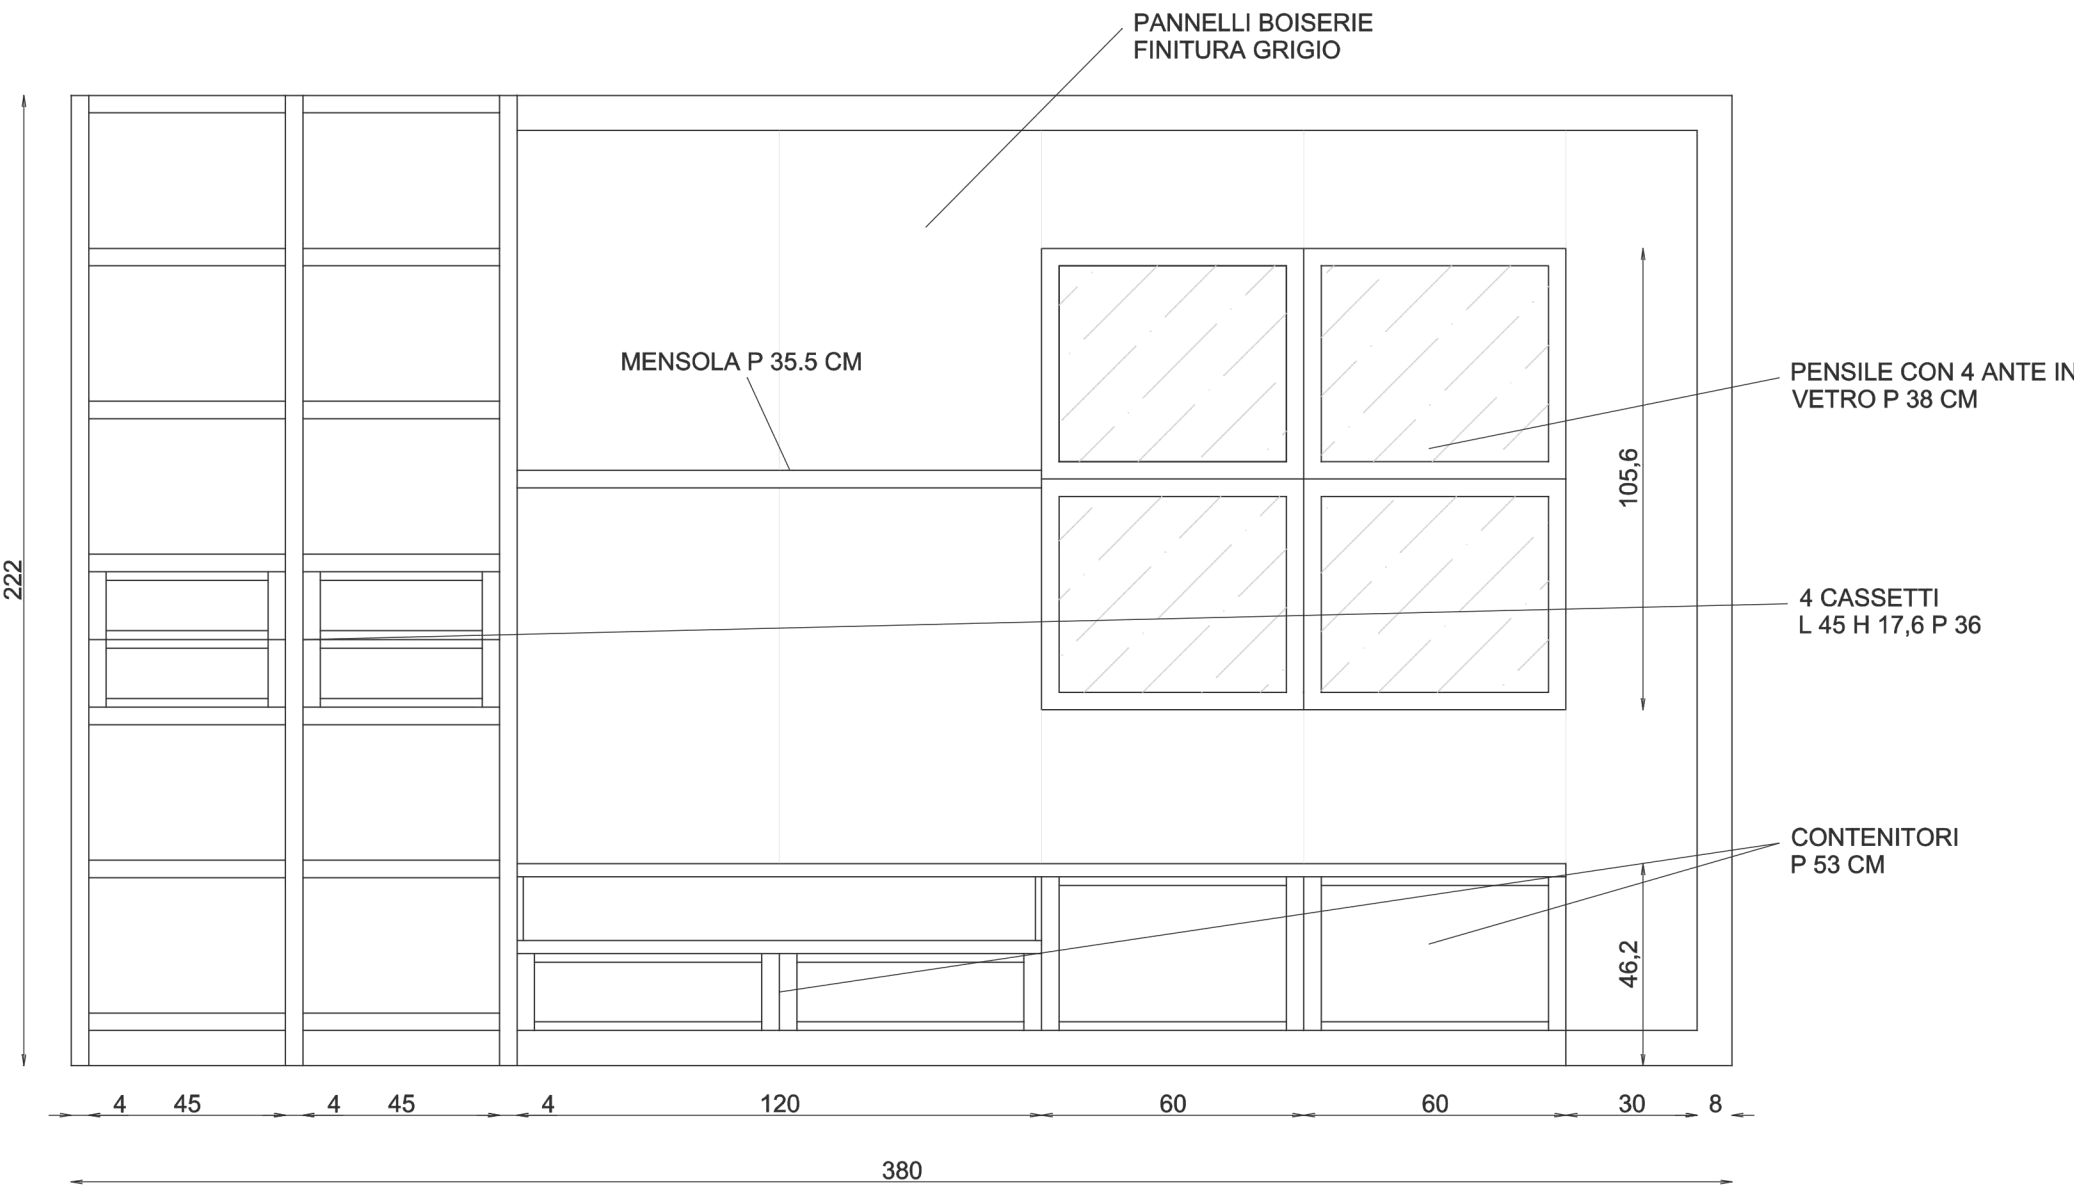 PANNELLI BOISERIE
FINITURA GRIGIO
MENSOLA P 35.5 CM
PENSILE CON 4 ANTE IN
VETRO P 38 CM
105,6
222
4 CASSETTI
L 45 H 17,6 P 36
CONTENITORI
P 53 CM
46,2
4 45 4 45 4 120 60 60 30 8
380